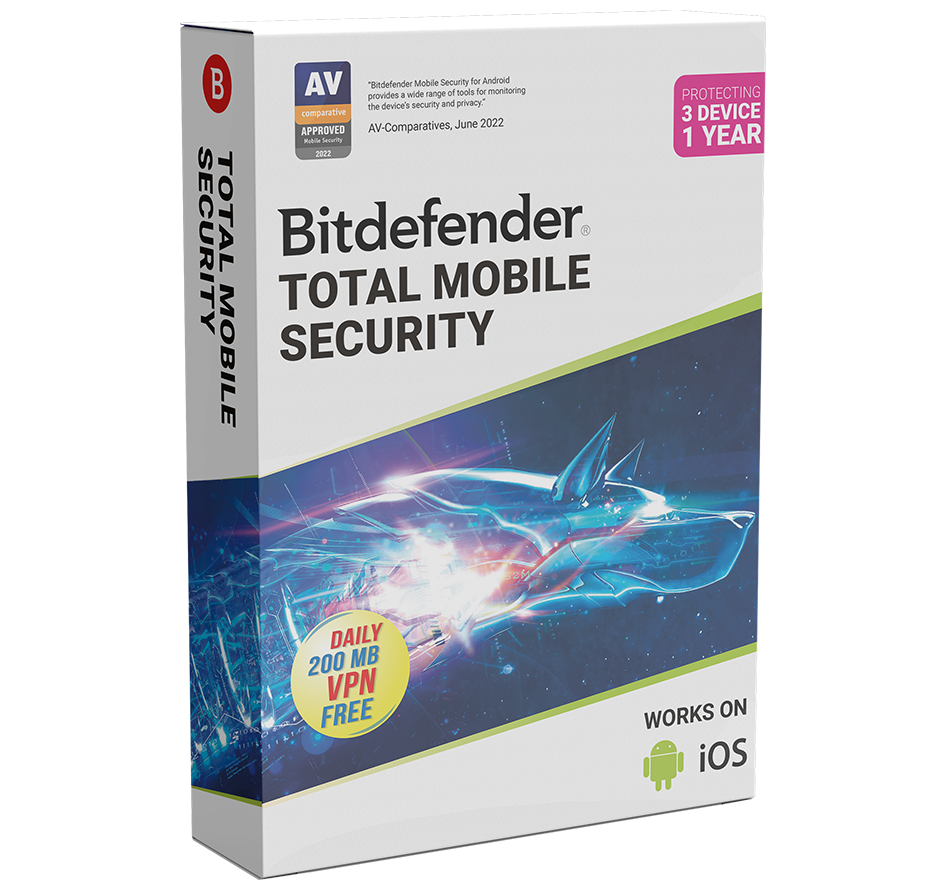 B
TOTAL MOBILE
SECURITY
AV
comparative
APPROVED
Mobile Security
2022
"Bitdefender Mobile Security for Android
provides a wide range of tools for monitoring
the device's security and privacy."
AV-Comparatives, June 2022
PROTECTING
3 DEVICE
1 YEAR
Bitdefender®
TOTAL MOBILE
SECURITY
DAILY
200 MB
VPN
FREE
WORKS ON
iOS